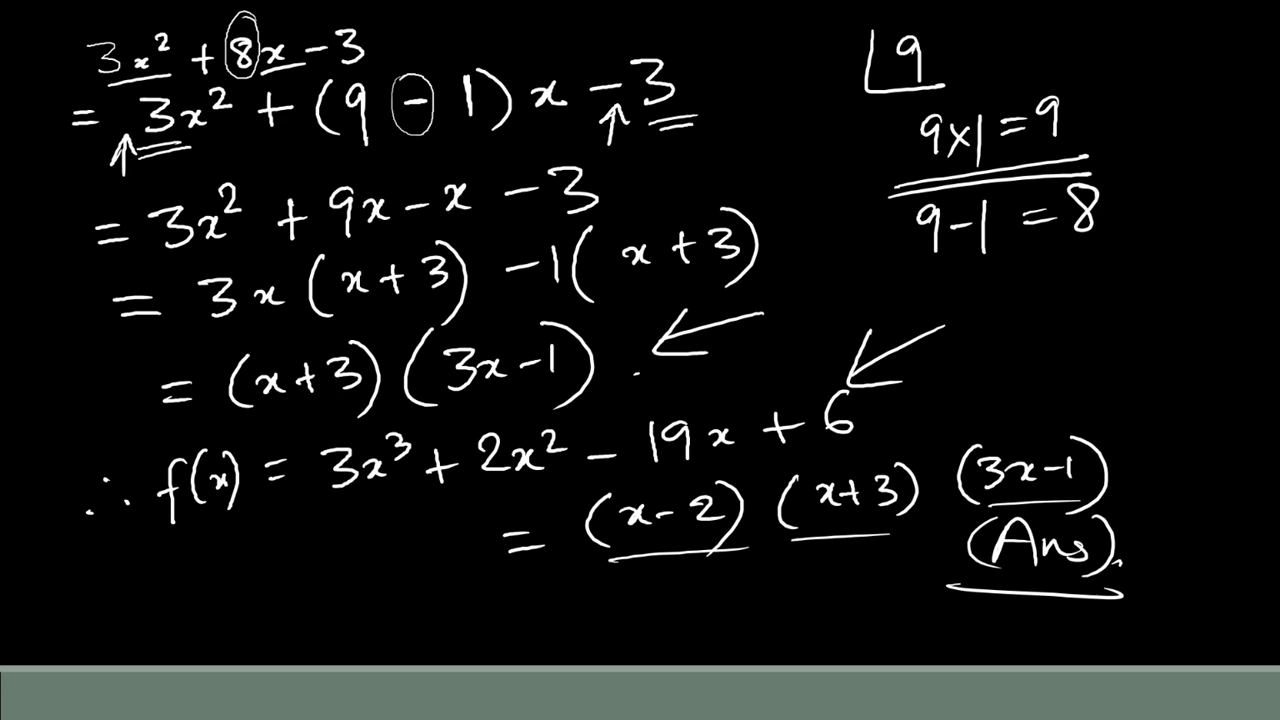 3x² + 8x - 3
= 3x² + (9 - 1) x - 3
= 3x² + 9x - x - 3
= 3x (x + 3) - 1 ( x + 3)
= (x + 3) (3x - 1) .
∴ f(x) = 3x³ + 2x² - 19x + 6
= (x - 2) (x + 3) (3x - 1)
(Ans).
9
9 x 1 = 9
9 - 1 = 8